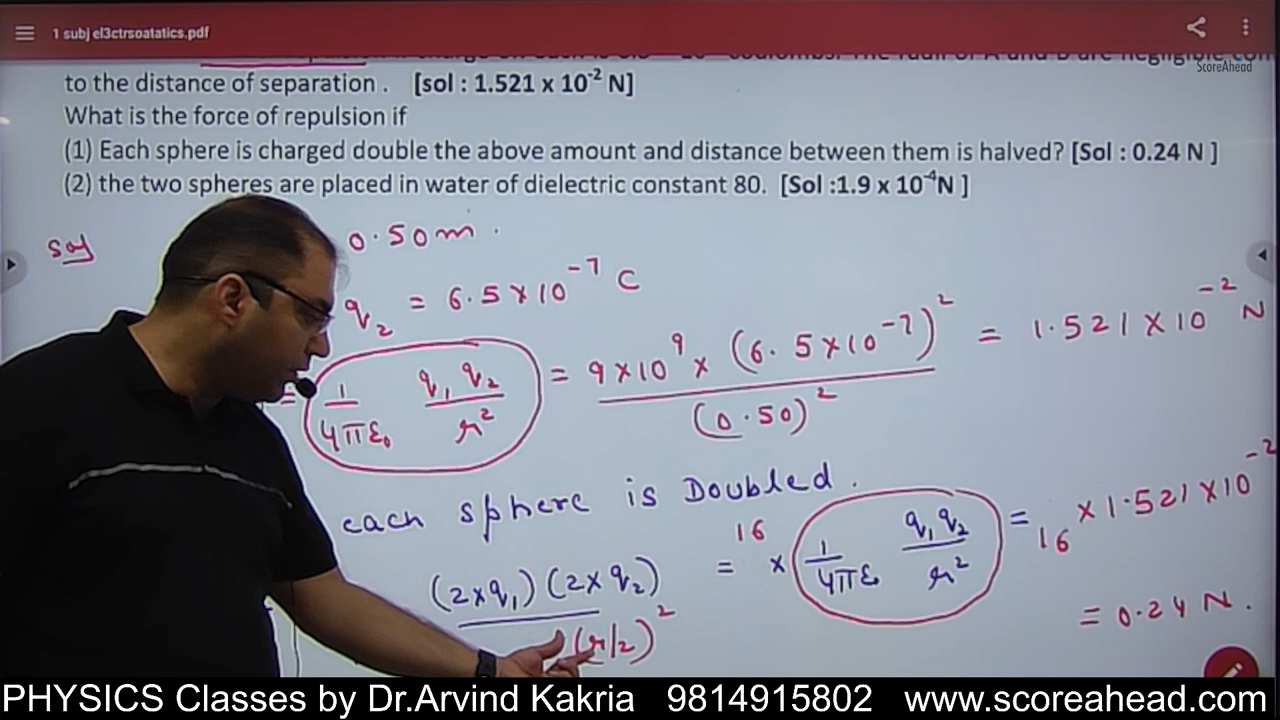 1 subj el3ctrsoatatics.pdf
ScoreAhead
to the distance of separation . [sol : 1.521 x 10⁻² N]
What is the force of repulsion if
(1) Each sphere is charged double the above amount and distance between them is halved? [Sol : 0.24 N ]
(2) the two spheres are placed in water of dielectric constant 80. [Sol :1.9 x 10⁻⁴N ]
Sol 0.50m .
q₂ = 6.5 × 10⁻⁷ C
= 1/4πε₀ q₁ q₂/r² = 9×10⁹ × (6.5×10⁻⁷)²/(0.50)² = 1.521 × 10⁻² N
each sphere is Doubled .
(2×q₁)(2×q₂)/(r/2)² = 16 × 1/4πε₀ q₁q₂/r² = 16 × 1.521 × 10⁻²
= 0.24 N .
PHYSICS Classes by Dr.Arvind Kakria 9814915802 www.scoreahead.com